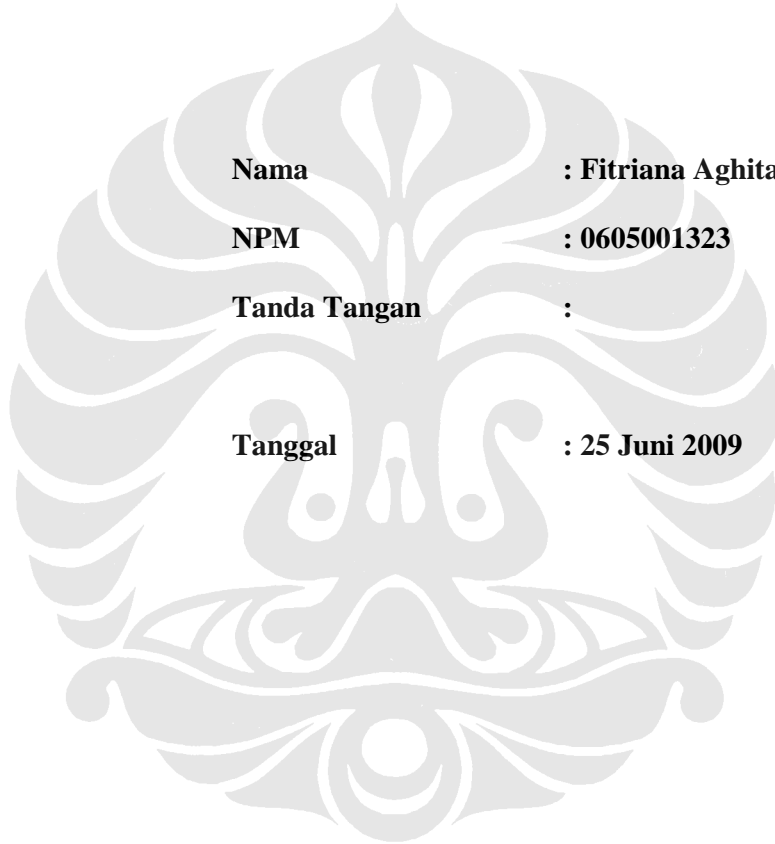 Nama : Fitriana Aghita
NPM : 0605001323
Tanda Tangan :
Tanggal : 25 Juni 2009